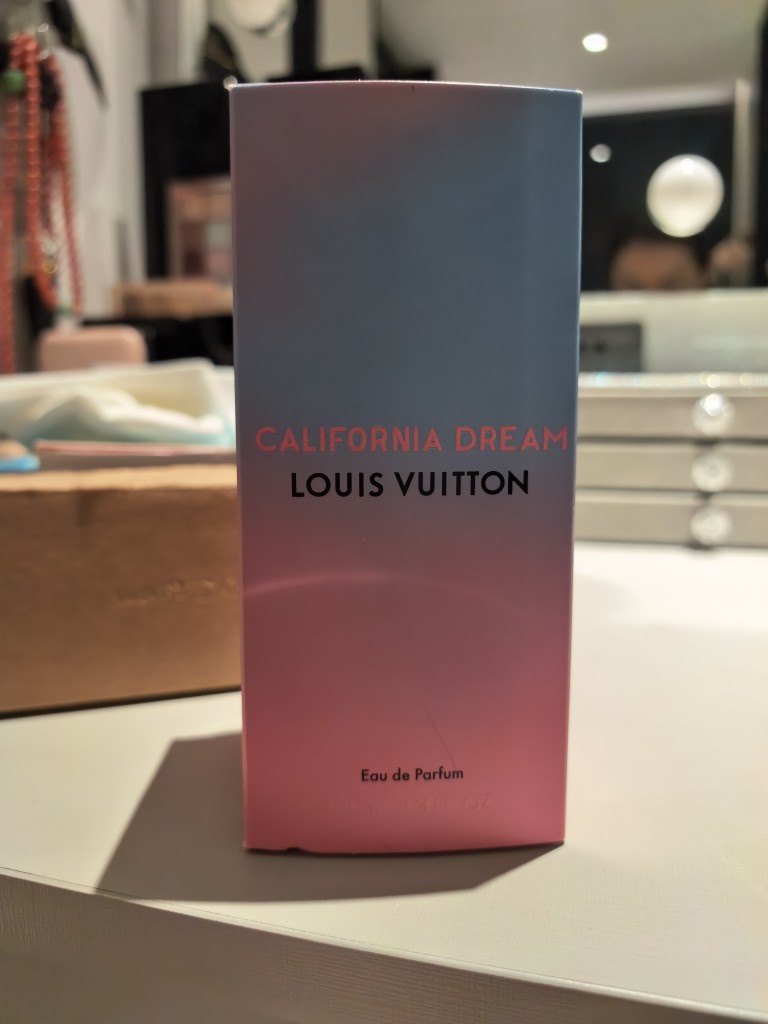 CALIFORNIA DREAM
LOUIS VUITTON
Eau de Parfum